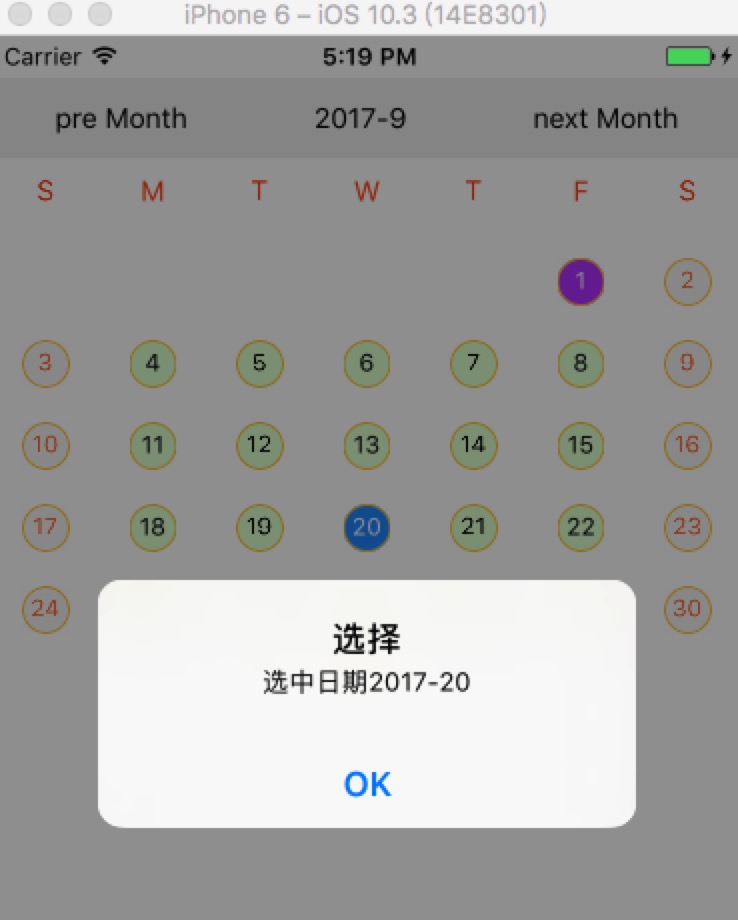 iPhone 6 – iOS 10.3 (14E8301)
Carrier 5:19 PM
pre Month 2017-9 next Month
S M T W T F S
1 2
3 4 5 6 7 8 9
10 11 12 13 14 15 16
17 18 19 20 21 22 23
24 30
选择
选中日期2017-20
OK